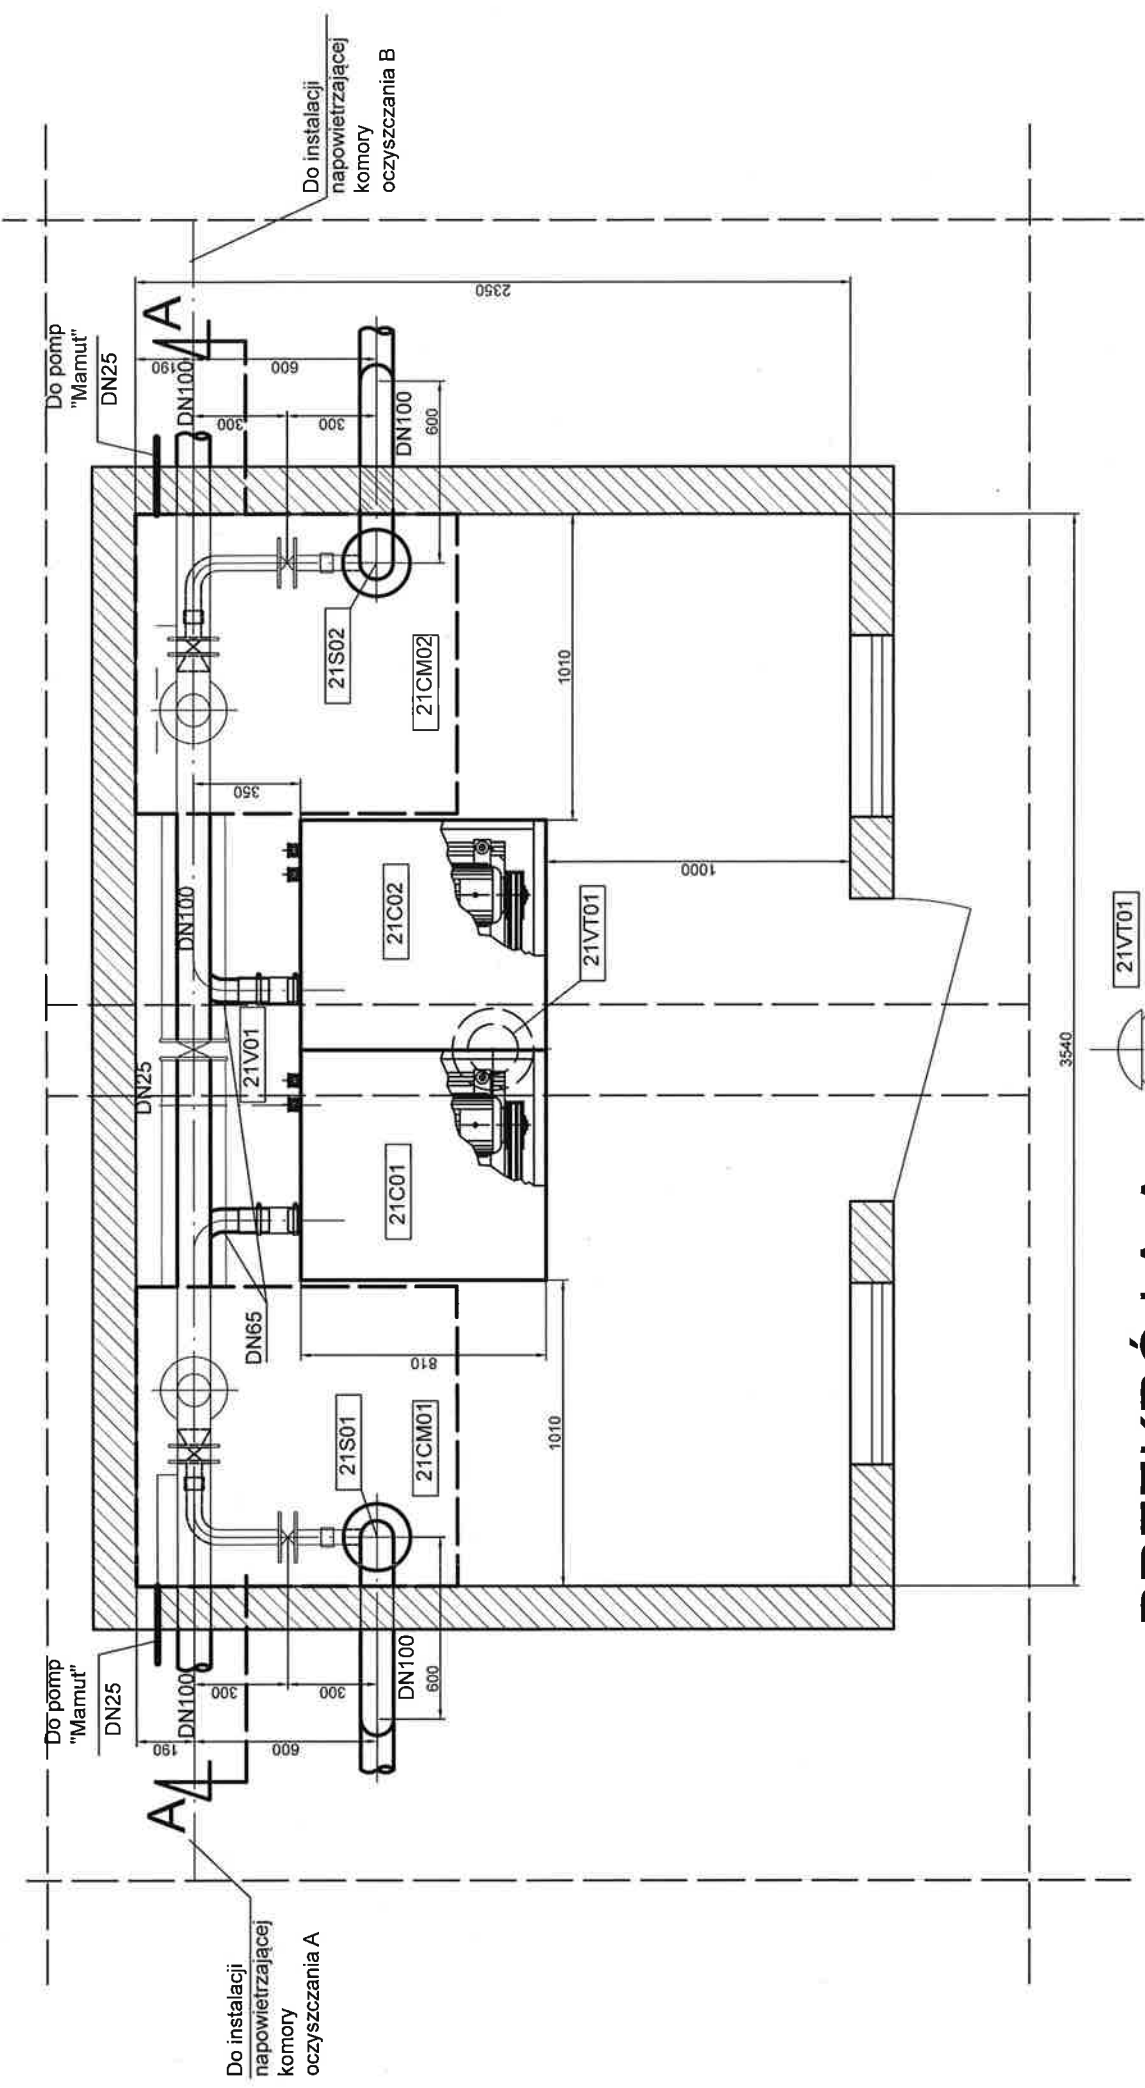 Do instalacji
napowietrzającej
komory
oczyszczania A
Do pomp
"Mamut"
DN25
A
190
DN100
600
300
300
DN100
600
21S01
21CM01
1010
DN65
810
21C01
DN25
21V01
DN100
21C02
21VT01
350
1000
1010
21S02
21CM02
Do pomp
"Mamut"
DN25
A
190
DN100
600
300
300
DN100
600
2350
Do instalacji
napowietrzającej
komory
oczyszczania B
3540
21VT01